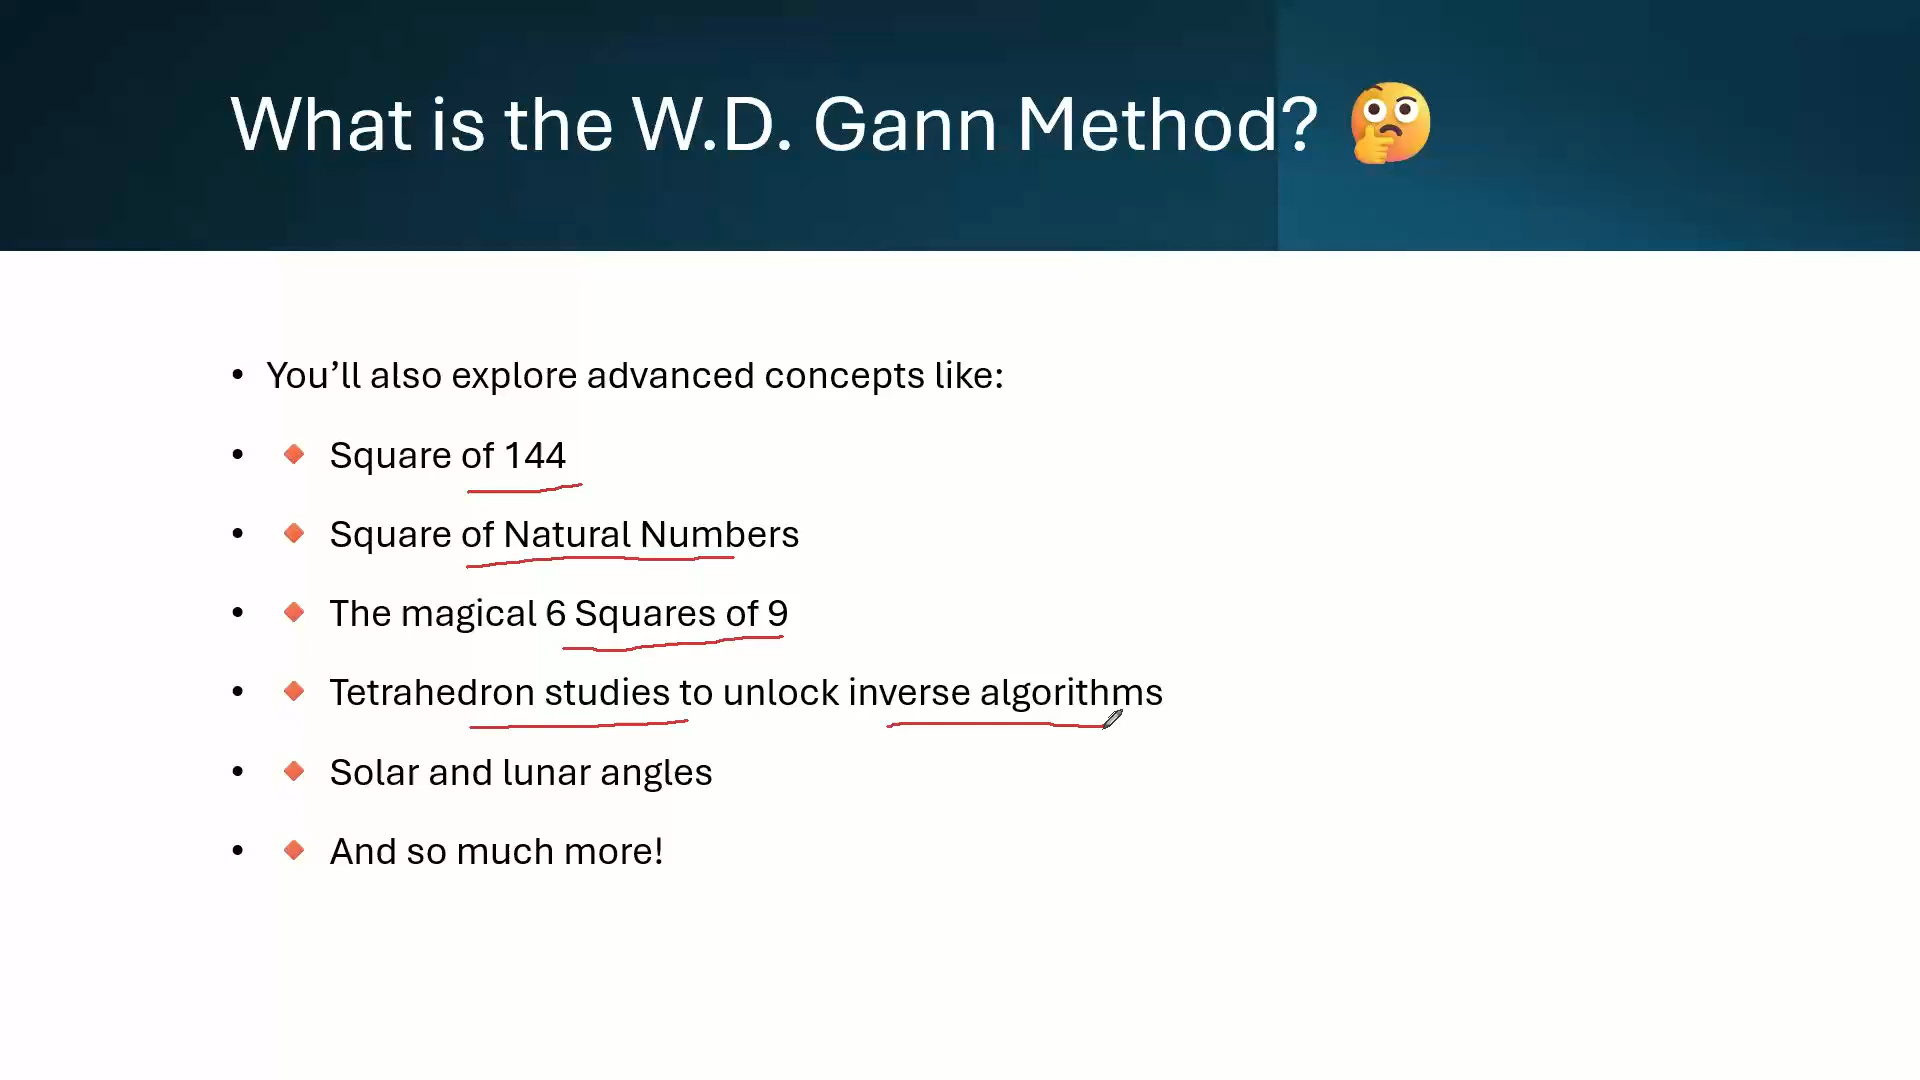 What is the W.D. Gann Method? 🤔
• You’ll also explore advanced concepts like:
• 🔸 Square of 144
• 🔸 Square of Natural Numbers
• 🔸 The magical 6 Squares of 9
• 🔸 Tetrahedron studies to unlock inverse algorithms
• 🔸 Solar and lunar angles
• 🔸 And so much more!